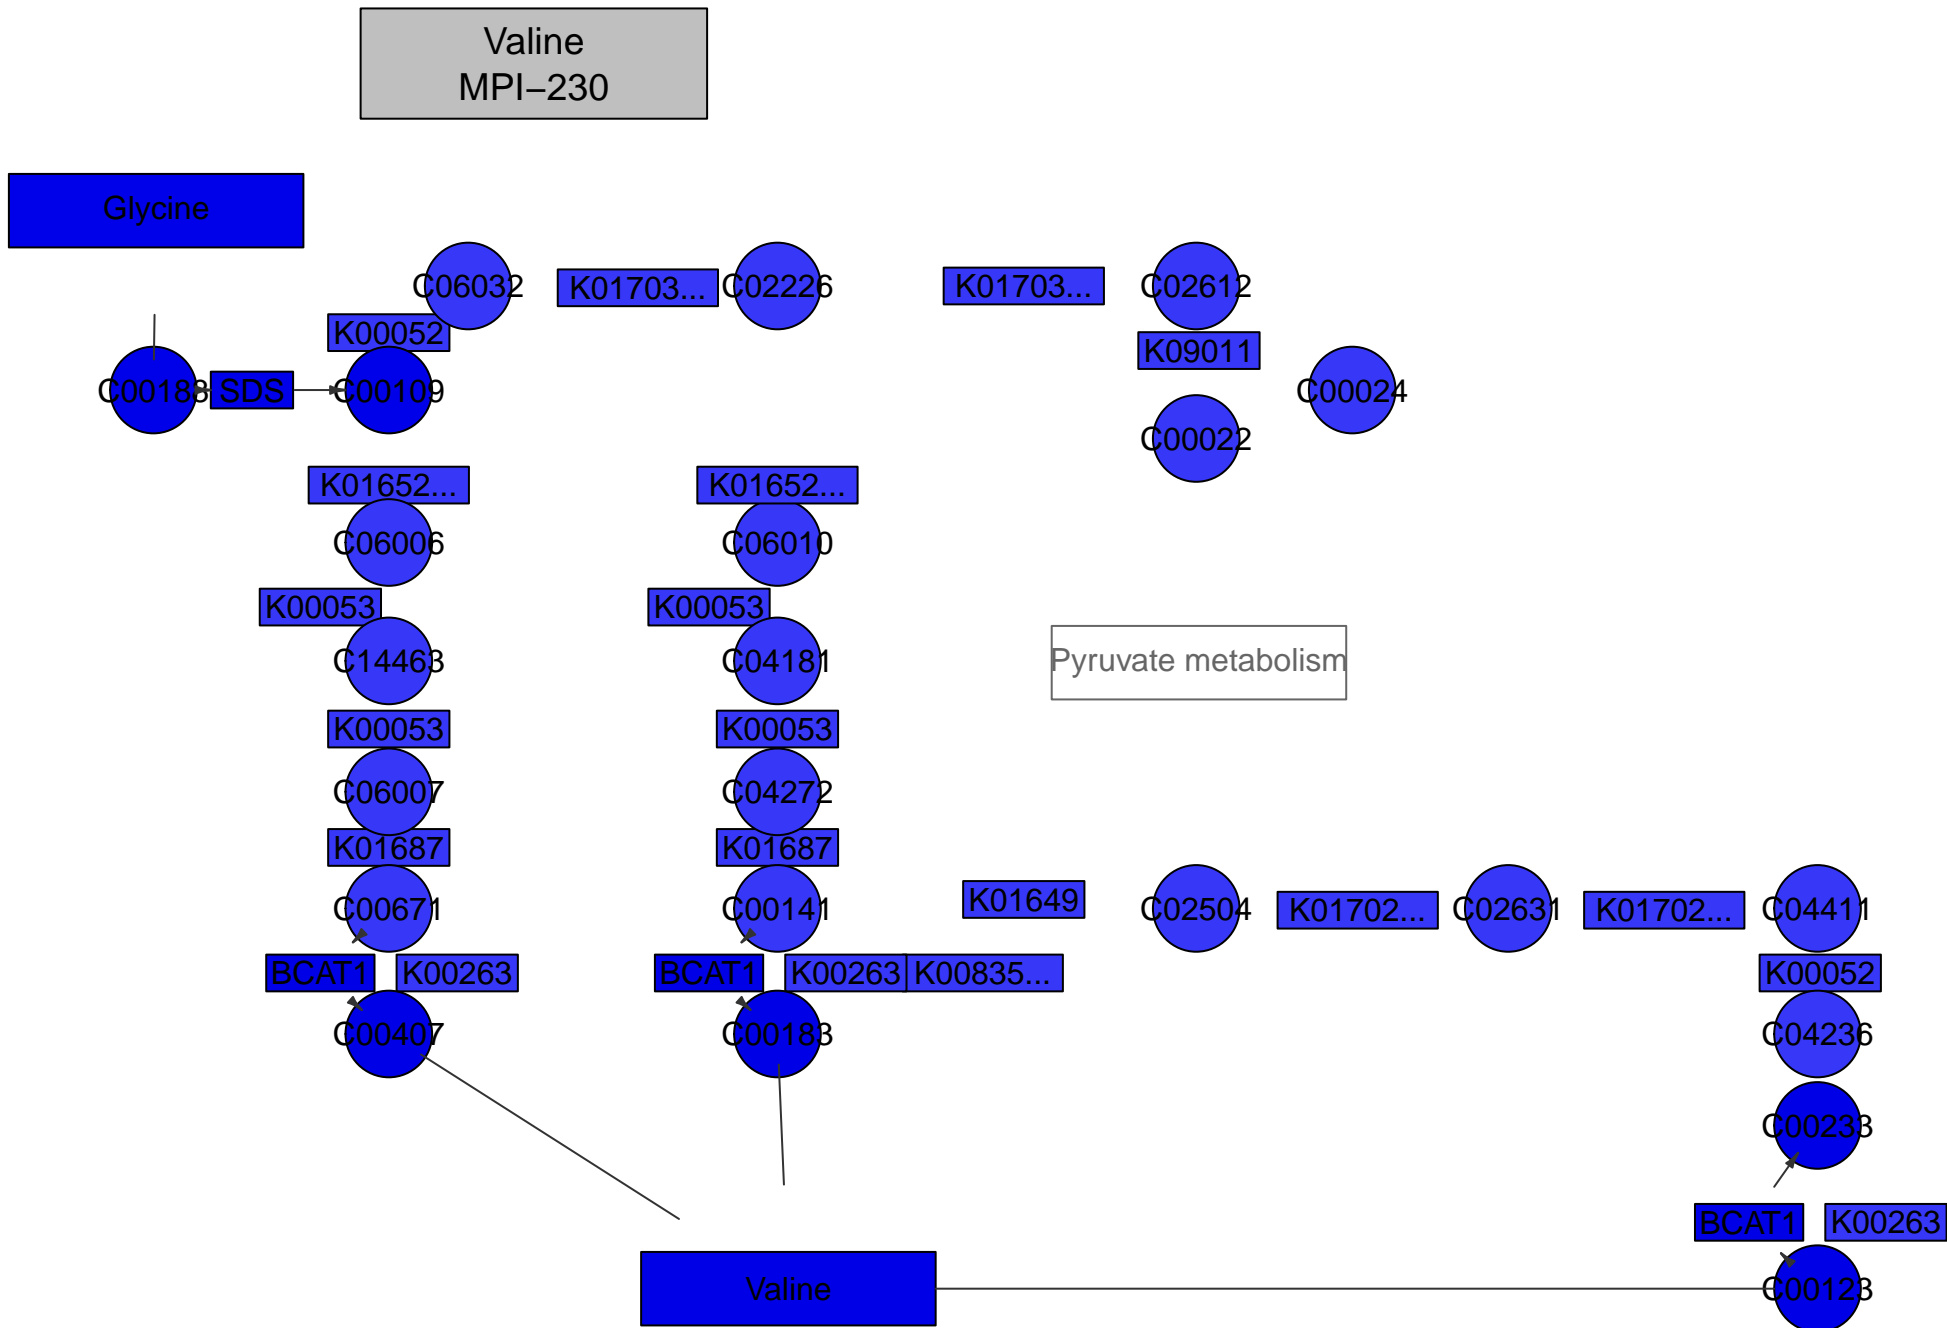 Valine
MPI−230
Glycine
C06032
K01703...
C02226
K01703...
C02612
K00052
K09011
C00188
SDS
C00109
C00024
C00022
K01652...
K01652...
C06006
C06010
K00053
K00053
C14463
C04181
Pyruvate metabolism
K00053
K00053
C06007
C04272
K01687
K01687
C00671
C00141
K01649
C02504
K01702...
C02631
K01702...
C04411
BCAT1
K00263
BCAT1
K00263
K00835...
K00052
C00407
C00183
C04236
C00233
BCAT1
K00263
Valine
C00123